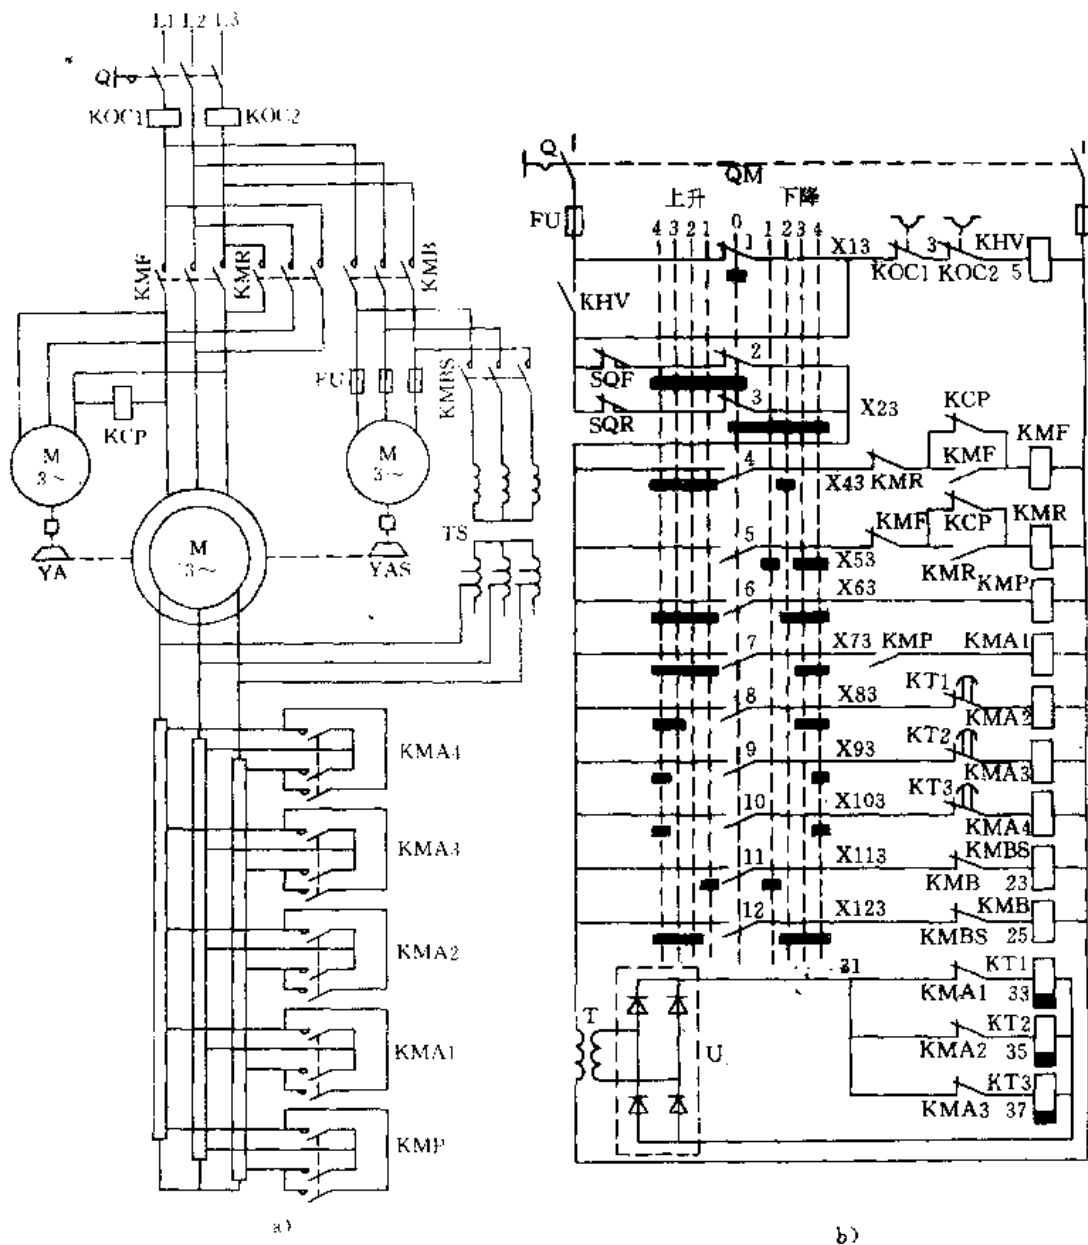 L1 L2 L3
Q
KOC1
KOC2
KMF
KMR
KMB
FU
KMBS
KCP
M
3～
M
3～
M
3～
YA
YAS
TS
KMA4
KMA3
KMA2
KMA1
KMP
a)
Q
QM
FU
上升
下降
4 3 2 1 0 1 2 3 4
1
X13
KOC1
3
KOC2
KHV
5
KHV
SQF
2
SQR
3
X23
4
X43
KMR
KCP
KMF
KMF
5
X53
KMF
KCP
KMR
KMR
6
X63
KMP
7
X73
KMP
KMA1
8
X83
KT1
KMA2
9
X93
KT2
KMA3
10
X103
KT3
KMA4
11
X113
KMB
KMBS
23
12
X123
KMBS
KMB
25
31
KMA1
KT1
33
KMA2
KT2
35
KMA3
KT3
37
T
U
b)